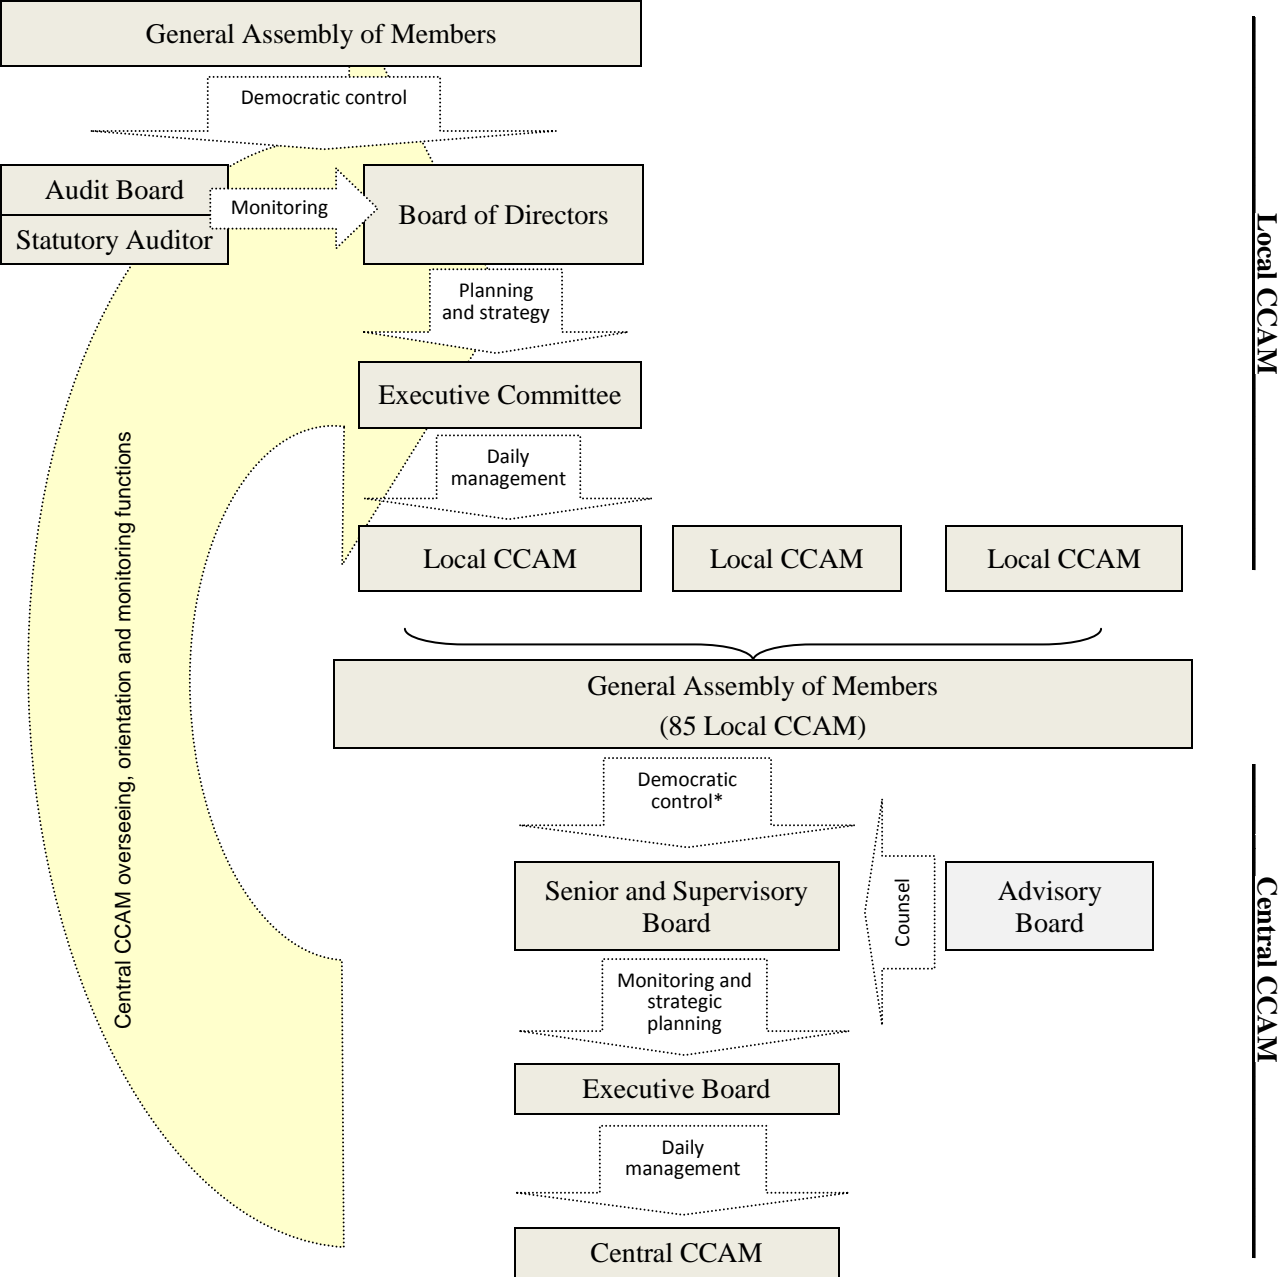 General Assembly of Members
Democratic control
Audit Board
Statutory Auditor
Monitoring
Board of Directors
Planning
and strategy
Executive Committee
Daily
management
Local CCAM
Local CCAM
Local CCAM
Local CCAM
Central CCAM overseeing, orientation and monitoring functions
General Assembly of Members
(85 Local CCAM)
Democratic
control*
Senior and Supervisory
Board
Counsel
Advisory
Board
Monitoring and
strategic
planning
Executive Board
Daily
management
Central CCAM
Central CCAM